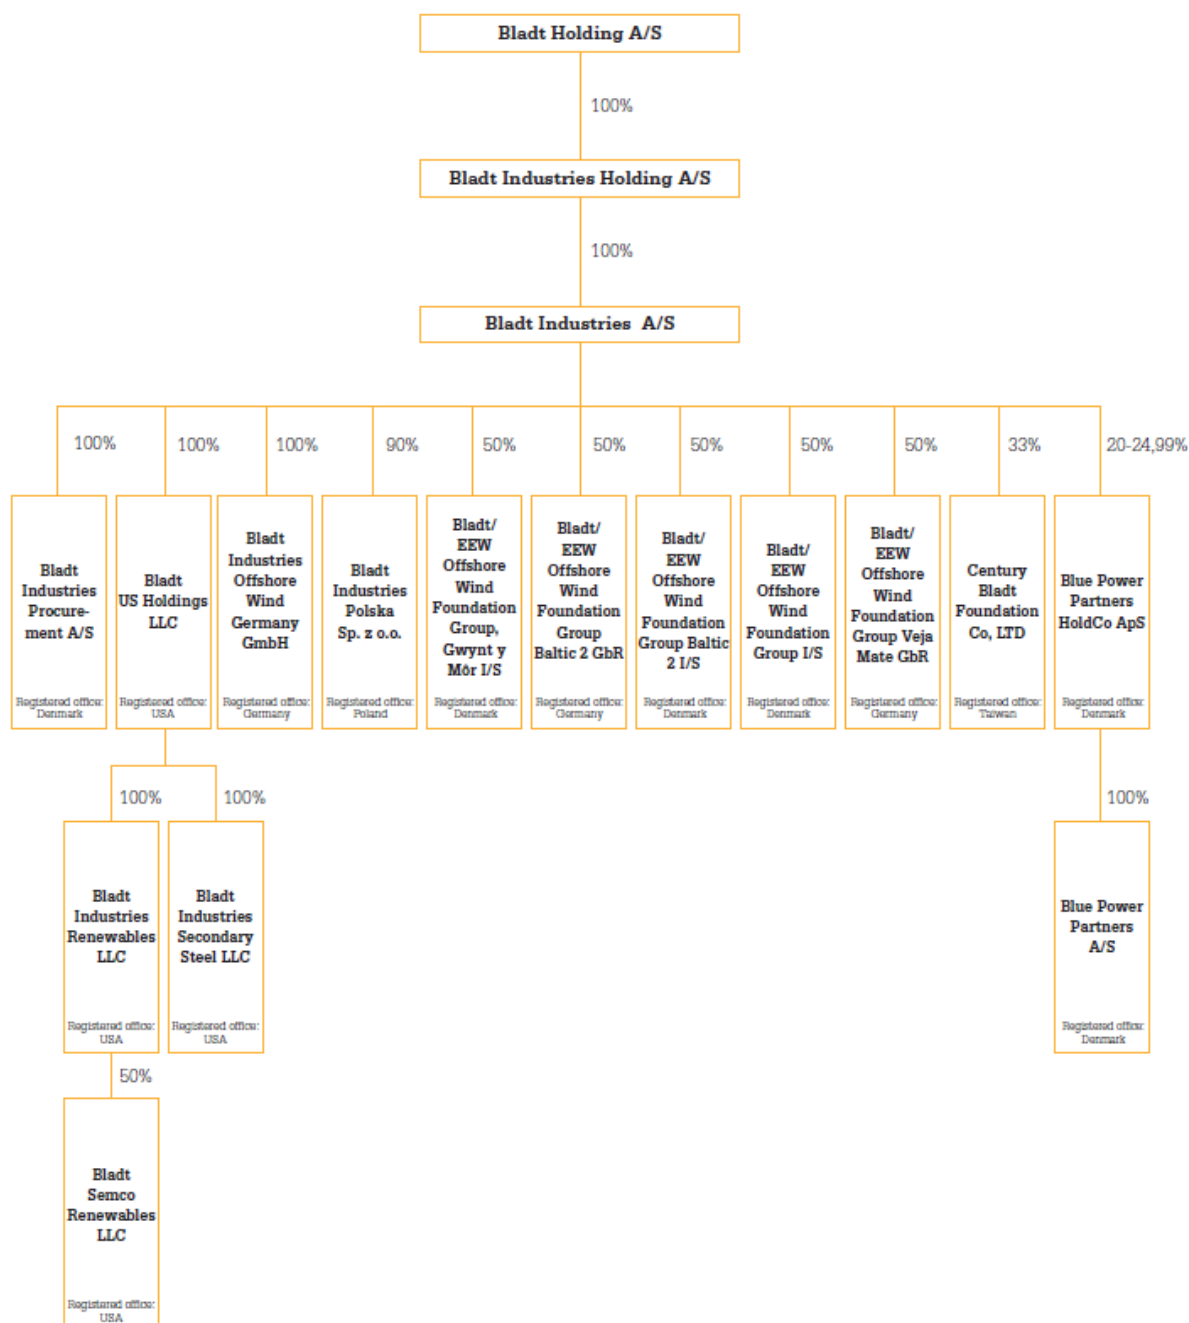 Bladt Holding A/S
100%
Bladt Industries Holding A/S
100%
Bladt Industries A/S
100%
100%
100%
90%
50%
50%
50%
50%
50%
33%
20-24,99%
Bladt
Industries
Procure-
ment A/S
Registered office:
Denmark
Bladt
US Holdings
LLC
Registered office:
USA
Bladt
Industries
Offshore
Wind
Germany
GmbH
Registered office:
Germany
Bladt
Industries
Polska
Sp. z o.o.
Registered office:
Poland
Bladt/
EEW
Offshore
Wind
Foundation
Group,
Gwynt y
Môr I/S
Registered office:
Denmark
Bladt/
EEW
Offshore
Wind
Foundation
Group
Baltic 2 GbR
Registered office:
Germany
Bladt/
EEW
Offshore
Wind
Foundation
Group Baltic
2 I/S
Registered office:
Denmark
Bladt/
EEW
Offshore
Wind
Foundation
Group I/S
Registered office:
Denmark
Bladt/
EEW
Offshore
Wind
Foundation
Group Veja
Mate GbR
Registered office:
Germany
Century
Bladt
Foundation
Co, LTD
Registered office:
Taiwan
Blue Power
Partners
HoldCo ApS
Registered office:
Denmark
100%
100%
100%
Bladt
Industries
Renewables
LLC
Registered office:
USA
Bladt
Industries
Secondary
Steel LLC
Registered office:
USA
Blue Power
Partners
A/S
Registered office:
Denmark
50%
Bladt
Semco
Renewables
LLC
Registered office:
USA